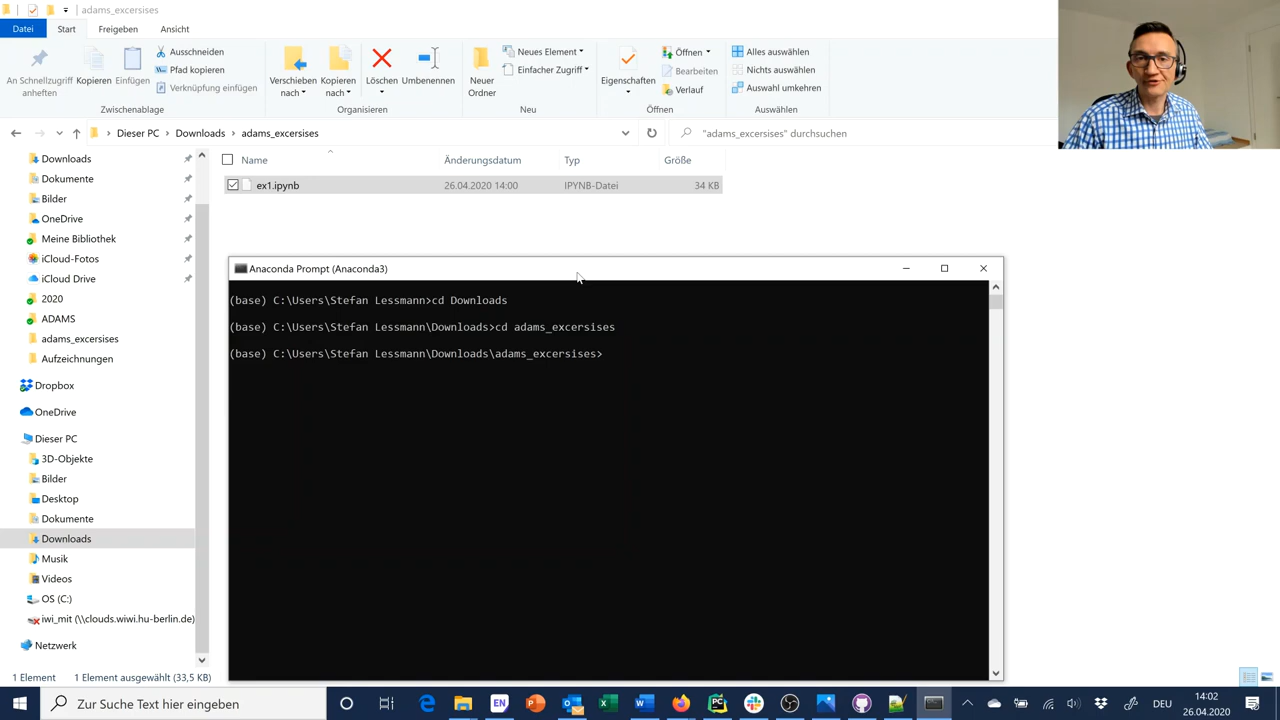 adams_excersises
Datei
Start
Freigeben
Ansicht
An Schnellzugriff anheften
Kopieren
Einfügen
Ausschneiden
Pfad kopieren
Verknüpfung einfügen
Zwischenablage
Verschieben nach
Kopieren nach
Löschen
Umbenennen
Organisieren
Neuer Ordner
Neues Element
Einfacher Zugriff
Neu
Eigenschaften
Öffnen
Bearbeiten
Verlauf
Öffnen
Alles auswählen
Nichts auswählen
Auswahl umkehren
Auswählen
Dieser PC
Downloads
adams_excersises
"adams_excersises" durchsuchen
Name
Änderungsdatum
Typ
Größe
ex1.ipynb
26.04.2020 14:00
IPYNB-Datei
34 KB
Downloads
Dokumente
Bilder
OneDrive
Meine Bibliothek
iCloud-Fotos
iCloud Drive
2020
ADAMS
adams_excersises
Aufzeichnungen
Dropbox
OneDrive
Dieser PC
3D-Objekte
Bilder
Desktop
Dokumente
Downloads
Musik
Videos
OS (C:)
iwi_mit (\\clouds.wiwi.hu-berlin.de)
Netzwerk
Anaconda Prompt (Anaconda3)
(base) C:\Users\Stefan Lessmann>cd Downloads
(base) C:\Users\Stefan Lessmann\Downloads>cd adams_excersises
(base) C:\Users\Stefan Lessmann\Downloads\adams_excersises>
1 Element
1 Element ausgewählt (33,5 KB)
Zur Suche Text hier eingeben
EN
DEU
14:02
26.04.2020